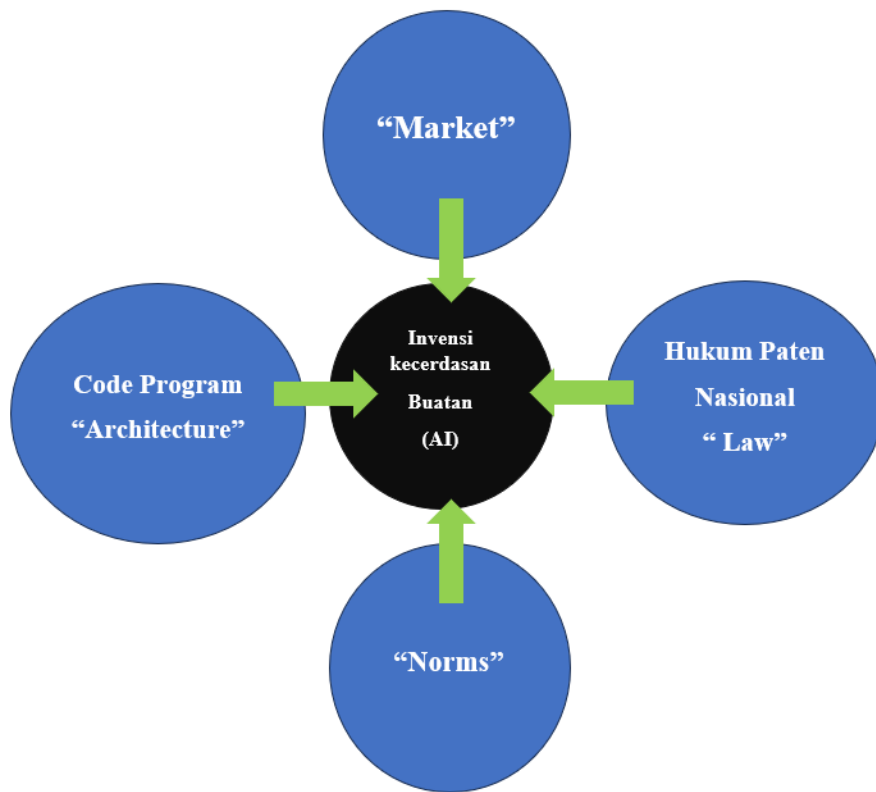 “Market”
Invensi
kecerdasan
Buatan
(AI)
Code Program
“Architecture”
Hukum Paten
Nasional
“ Law”
“Norms”